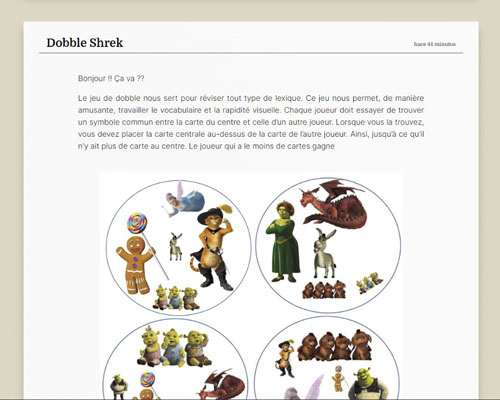 Dobble Shrek
hace 44 minutos
Bonjour !! Ça va ??
Le jeu de dobble nous sert pour réviser tout type de lexique. Ce jeu nous permet, de manière
amusante, travailler le vocabulaire et la rapidité visuelle. Chaque joueur doit essayer de trouver
un symbole commun entre la carte du centre et celle d'un autre joueur. Lorsque vous la trouvez,
vous devez placer la carte centrale au-dessus de la carte de l'autre joueur. Ainsi, jusqu'à ce qu'il
n'y ait plus de carte au centre. Le joueur qui a le moins de cartes gagne